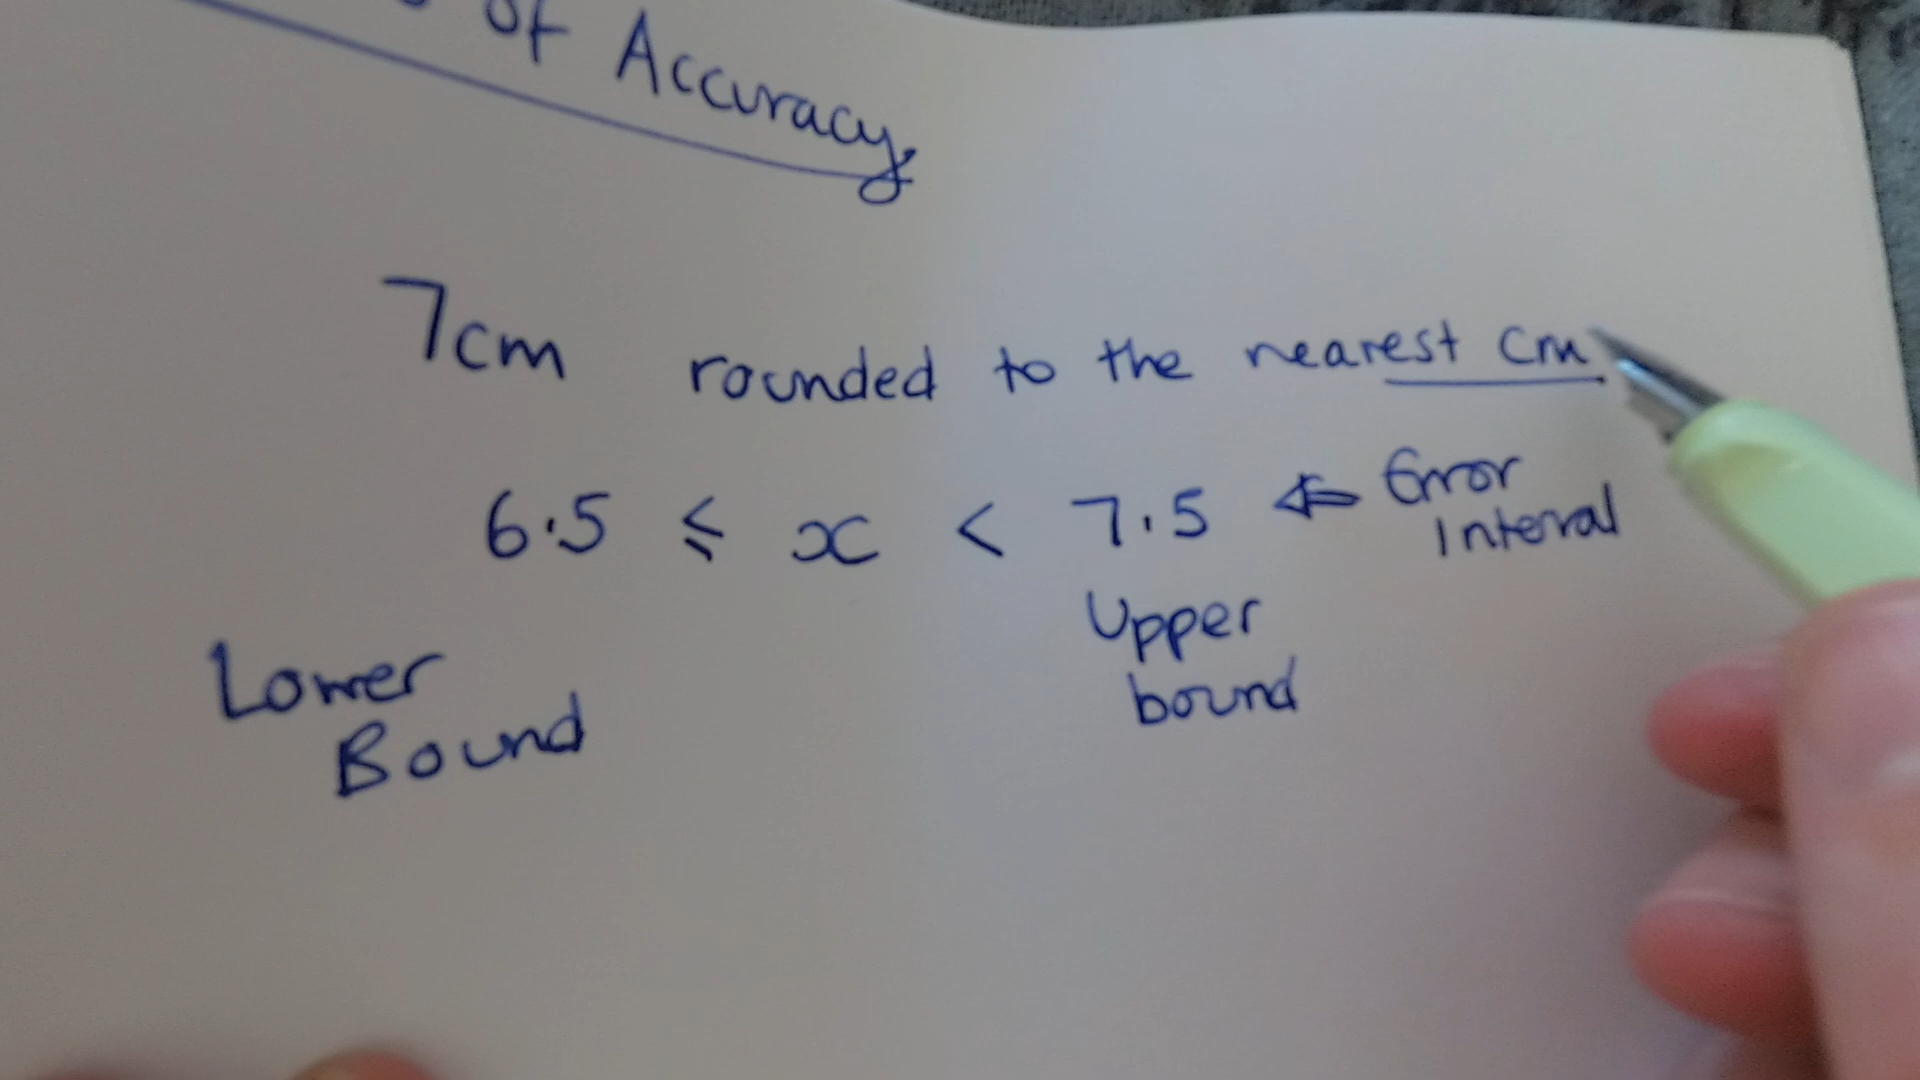 of Accuracy
7cm rounded to the nearest cm
6.5 ≤ x < 7.5 ⇐ Error Interval
Lower Bound
Upper bound